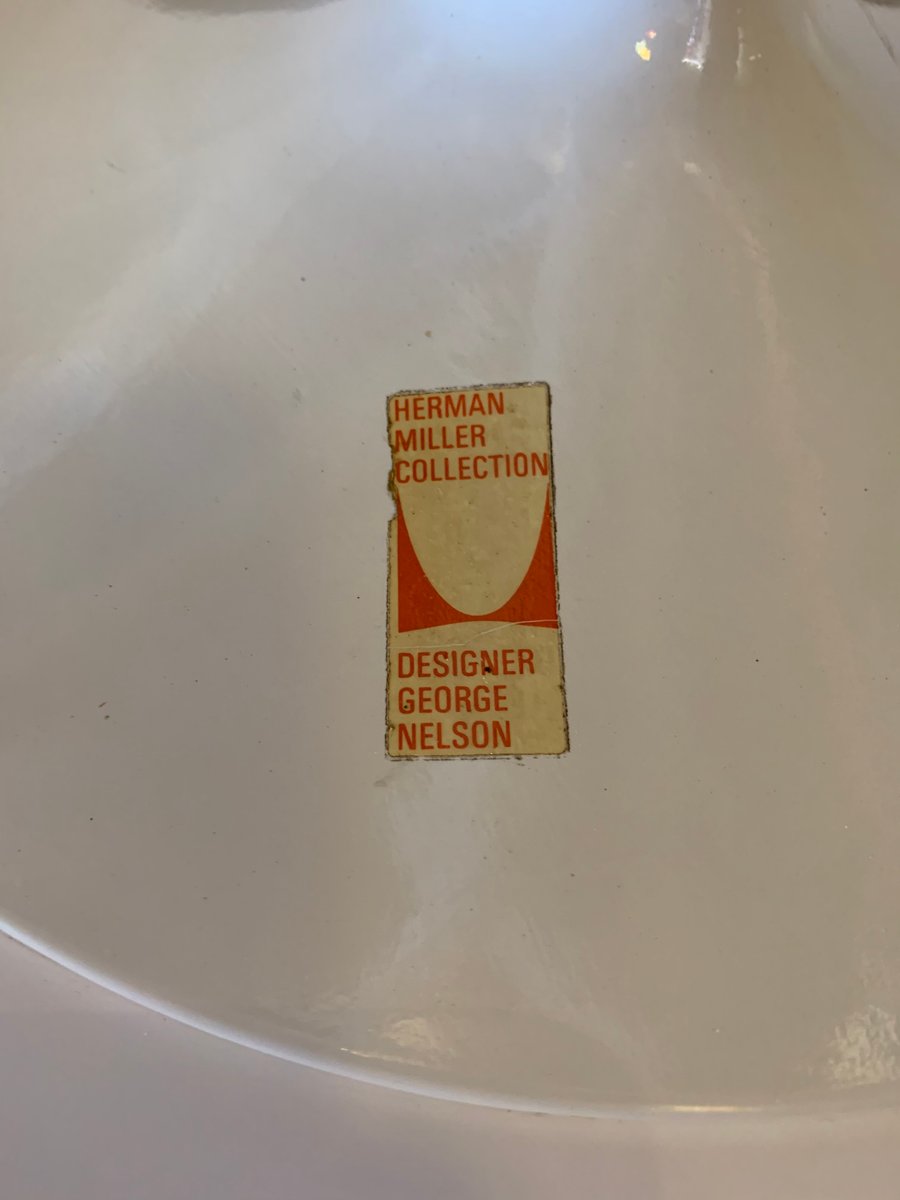 HERMAN
MILLER
COLLECTION
DESIGNER
GEORGE
NELSON